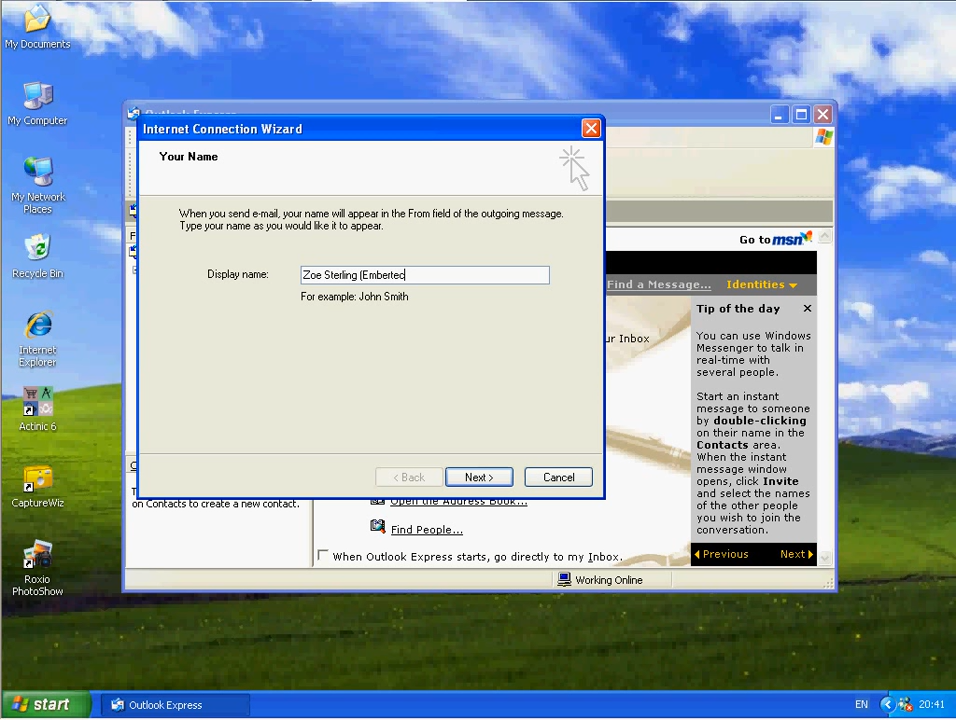 My Documents
My Computer
My Network
Places
Recycle Bin
Internet
Explorer
Actinic 6
CaptureWiz
Roxio
PhotoShow
Outlook Express
Internet Connection Wizard
Your Name
When you send e-mail, your name will appear in the From field of the outgoing message.
Type your name as you would like it to appear.
Display name:
Zoe Sterling (Embertec
For example: John Smith
< Back
Next >
Cancel
Go to msn
Find a Message...
Identities
ur Inbox
Tip of the day
You can use Windows
Messenger to talk in
real-time with
several people.
Start an instant
message to someone
by double-clicking
on their name in the
Contacts area.
When the instant
message window
opens, click Invite
and select the names
of the other people
you wish to join the
conversation.
Previous
Next
on Contacts to create a new contact.
Open the Address Book...
Find People...
When Outlook Express starts, go directly to my Inbox.
Working Online
start
Outlook Express
EN
20:41